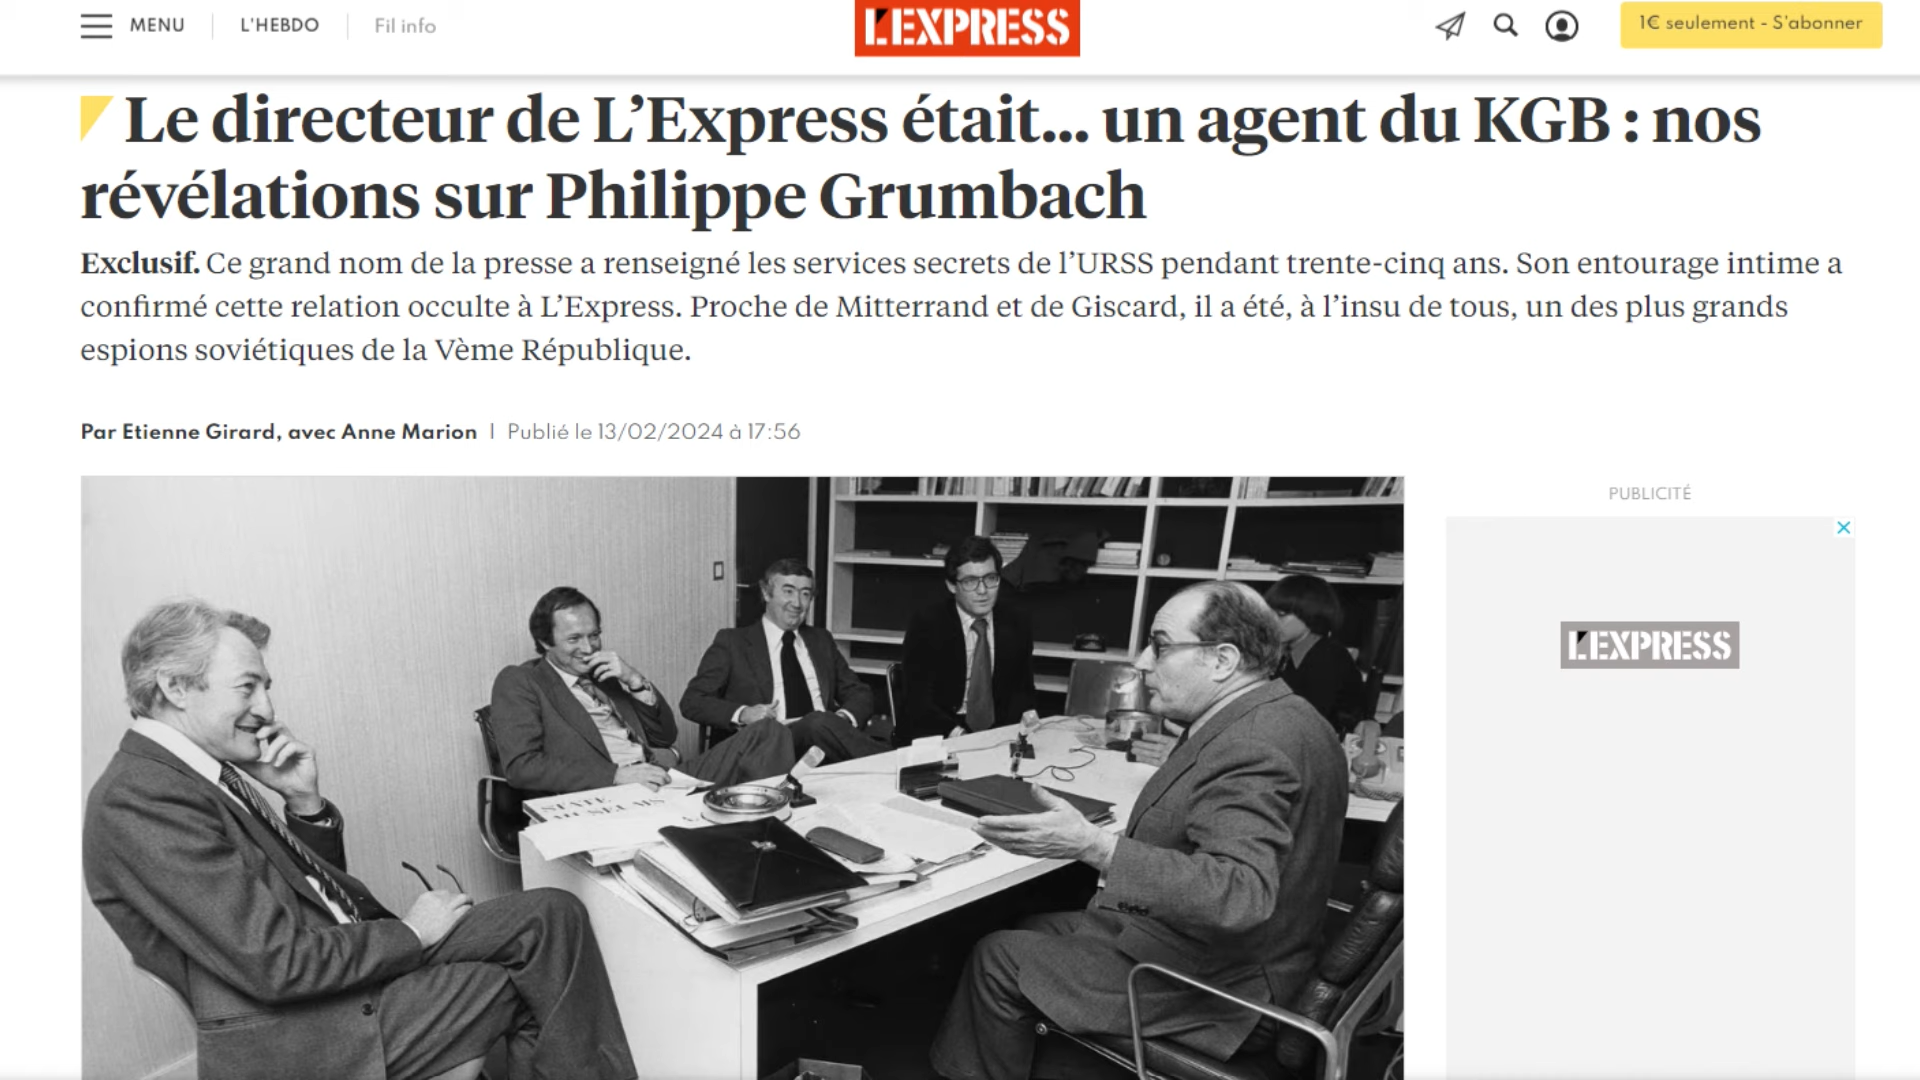 MENU
L'HEBDO
Fil info
L'EXPRESS
1€ seulement - S'abonner
Le directeur de L’Express était... un agent du KGB : nos
révélations sur Philippe Grumbach
Exclusif. Ce grand nom de la presse a renseigné les services secrets de l’URSS pendant trente-cinq ans. Son entourage intime a
confirmé cette relation occulte à L’Express. Proche de Mitterrand et de Giscard, il a été, à l’insu de tous, un des plus grands
espions soviétiques de la Vème République.
Par Etienne Girard, avec Anne Marion | Publié le 13/02/2024 à 17:56
PUBLICITÉ
L'EXPRESS
STATE
MUSEUMS